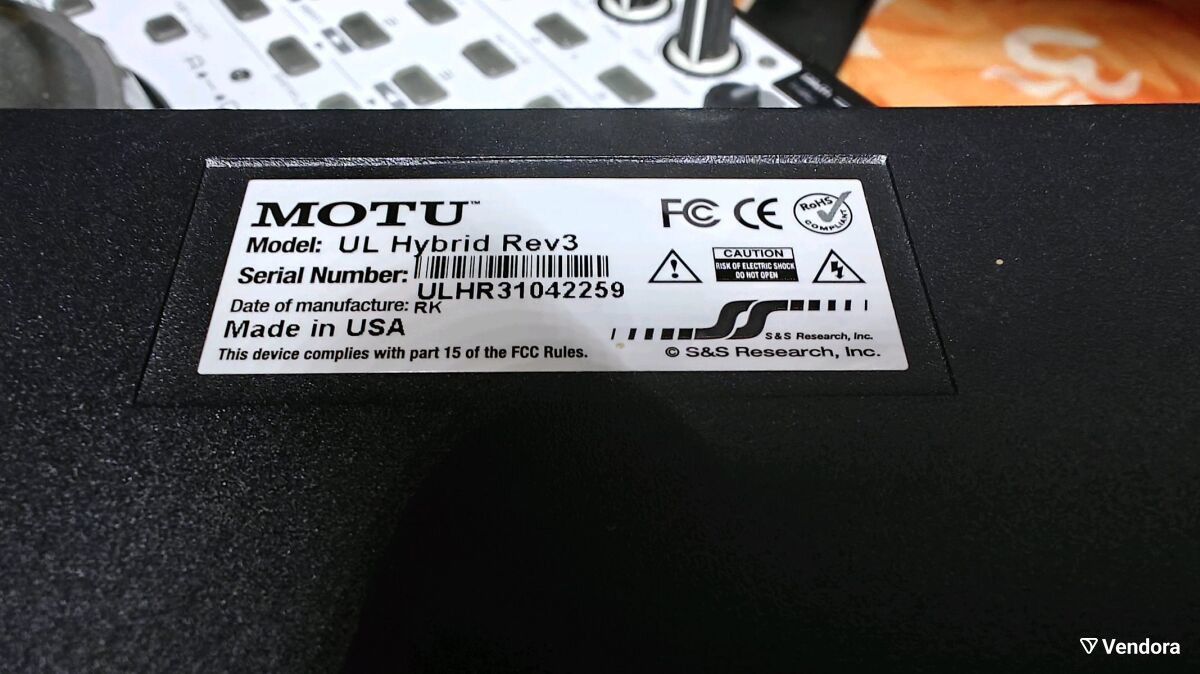 MOTU™
Model: UL Hybrid Rev3
Serial Number:
ULHR31042259
Date of manufacture: RK
Made in USA
This device complies with part 15 of the FCC Rules.
FC CE
RoHS
COMPLIANT
CAUTION
RISK OF ELECTRIC SHOCK
DO NOT OPEN
S&S Research, Inc.
© S&S Research, Inc.
Vendora